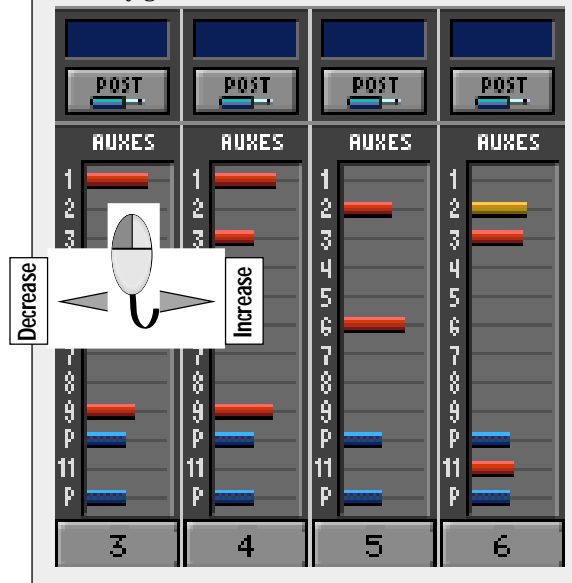 POST POST POST POST
AUXES AUXES AUXES AUXES
1 1 1 1
2 2 2 2
3 3 3 3
4 4
Decrease Increase
5 5
6 6
7 7 7 7
8 8 8 8
9 9 9 9
P P P P
11 11 11 11
P P P P
3 4 5 6